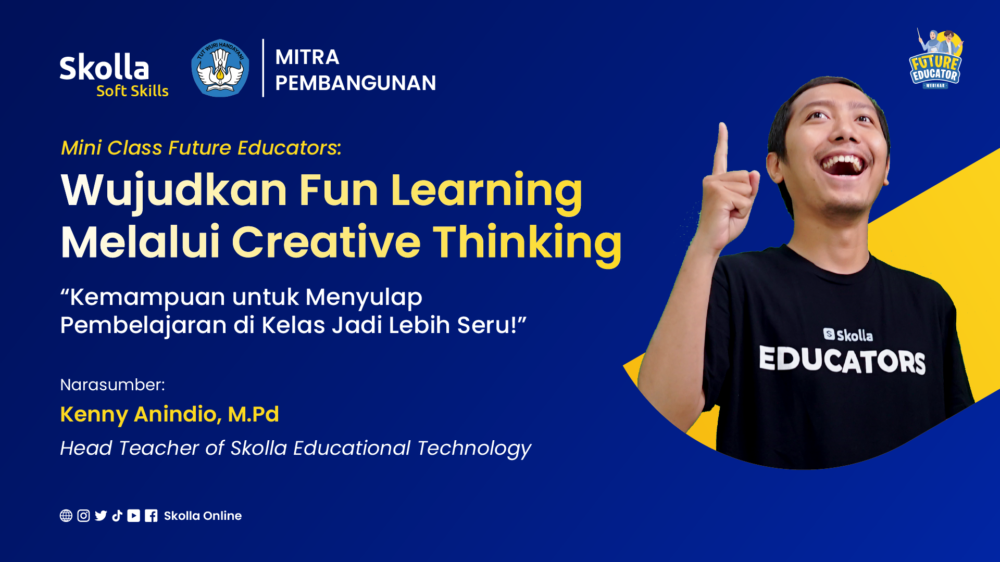 Skolla
Soft Skills
TUT WURI HANDAYANI
MITRA
PEMBANGUNAN
FUTURE
EDUCATOR
WEBINAR
Mini Class Future Educators:
Wujudkan Fun Learning
Melalui Creative Thinking
“Kemampuan untuk Menyulap
Pembelajaran di Kelas Jadi Lebih Seru!”
Narasumber:
Kenny Anindio, M.Pd
Head Teacher of Skolla Educational Technology
S Skolla
EDUCATORS
Skolla Online